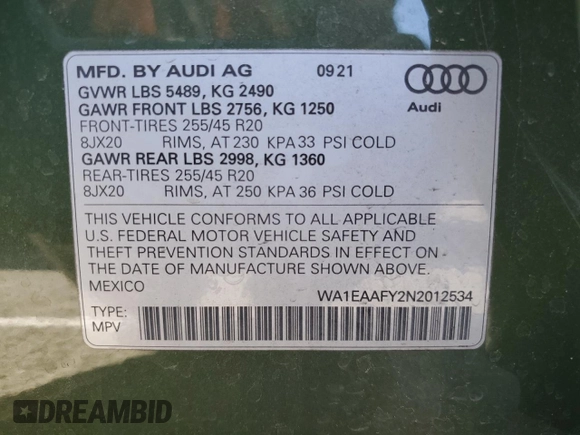 MFD. BY AUDI AG 09 21
GVWR LBS 5489, KG 2490
GAWR FRONT LBS 2756, KG 1250
Audi
FRONT-TIRES 255/45 R20
8JX20 RIMS, AT 230 KPA 33 PSI COLD
GAWR REAR LBS 2998, KG 1360
REAR-TIRES 255/45 R20
8JX20 RIMS, AT 250 KPA 36 PSI COLD
THIS VEHICLE CONFORMS TO ALL APPLICABLE
U.S. FEDERAL MOTOR VEHICLE SAFETY AND
THEFT PREVENTION STANDARDS IN EFFECT ON
THE DATE OF MANUFACTURE SHOWN ABOVE.
MEXICO WA1EAAFY2N2012534
TYPE:
MPV
DREAMBID